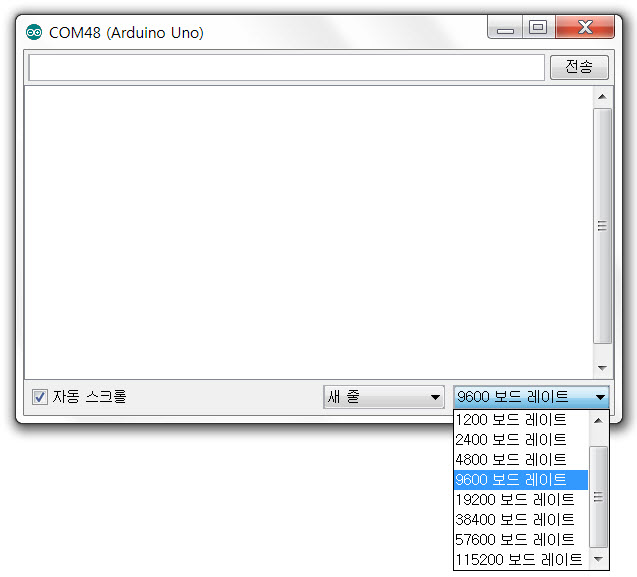 COM48 (Arduino Uno)
전송
자동 스크롤
새 줄
9600 보드 레이트
1200 보드 레이트
2400 보드 레이트
4800 보드 레이트
9600 보드 레이트
19200 보드 레이트
38400 보드 레이트
57600 보드 레이트
115200 보드 레이트